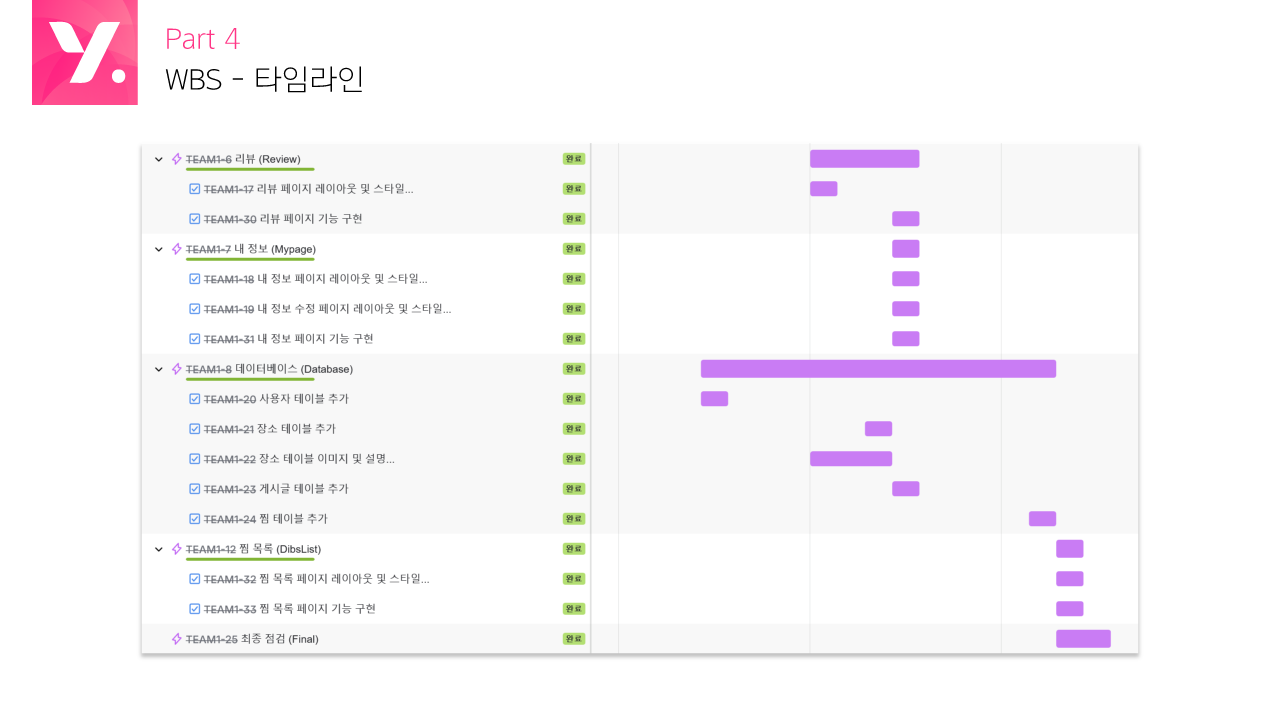 y.
Part 4
WBS - 타임라인
TEAM1-6 리뷰 (Review) 완료
TEAM1-17 리뷰 페이지 레이아웃 및 스타일... 완료
TEAM1-30 리뷰 페이지 기능 구현 완료
TEAM1-7 내 정보 (Mypage) 완료
TEAM1-18 내 정보 페이지 레이아웃 및 스타일... 완료
TEAM1-19 내 정보 수정 페이지 레이아웃 및 스타일... 완료
TEAM1-31 내 정보 페이지 기능 구현 완료
TEAM1-8 데이터베이스 (Database) 완료
TEAM1-20 사용자 테이블 추가 완료
TEAM1-21 장소 테이블 추가 완료
TEAM1-22 장소 테이블 이미지 및 설명... 완료
TEAM1-23 게시글 테이블 추가 완료
TEAM1-24 찜 테이블 추가 완료
TEAM1-12 찜 목록 (DibsList) 완료
TEAM1-32 찜 목록 페이지 레이아웃 및 스타일... 완료
TEAM1-33 찜 목록 페이지 기능 구현 완료
TEAM1-25 최종 점검 (Final) 완료